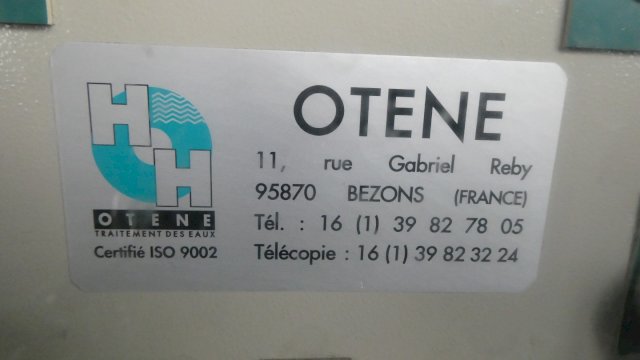 H
H
OTENE
TRAITEMENT DES EAUX
Certifié ISO 9002
OTENE
11, rue Gabriel Reby
95870 BEZONS (FRANCE)
Tél. : 16 (1) 39 82 78 05
Télécopie : 16 (1) 39 82 32 24